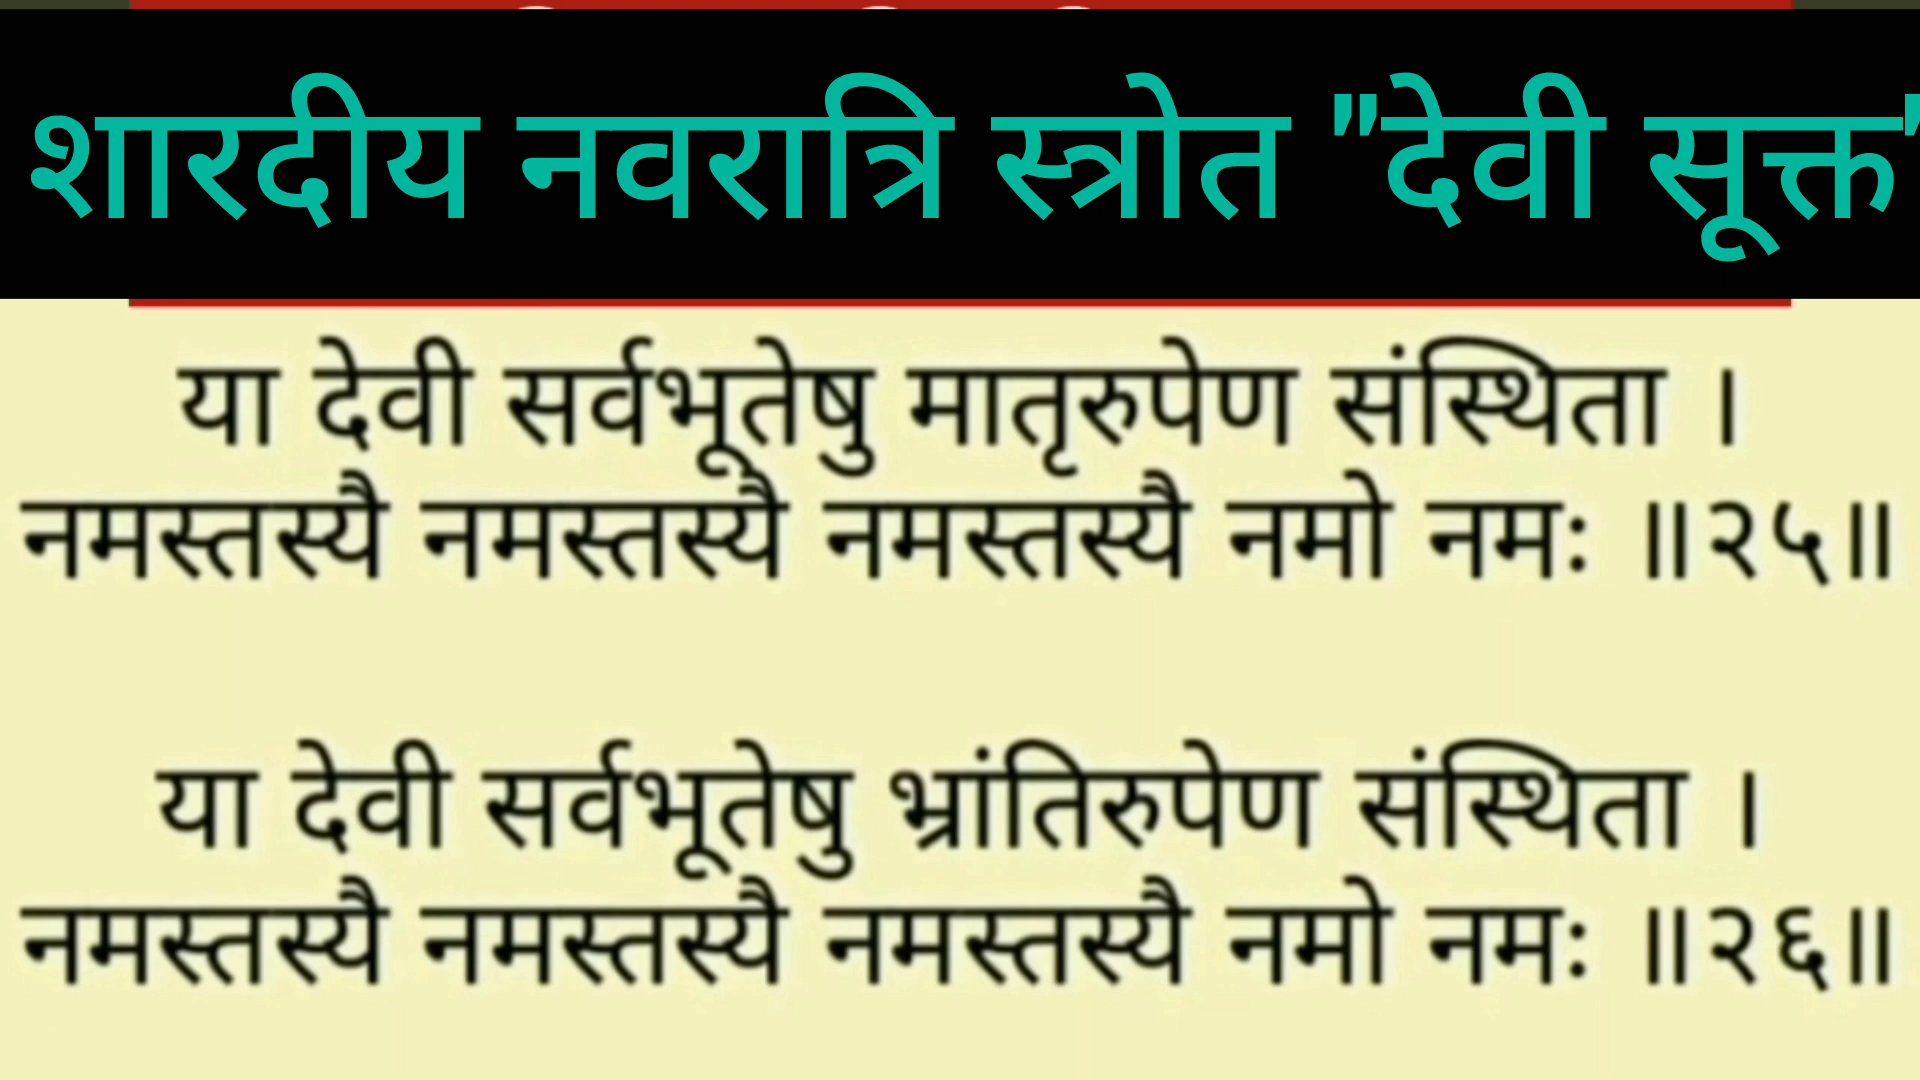 शारदीय नवरात्रि स्त्रोत "देवी सूक्त"
या देवी सर्वभूतेषु मातृरुपेण संस्थिता ।
नमस्तस्यै नमस्तस्यै नमस्तस्यै नमो नमः ॥२५॥
या देवी सर्वभूतेषु भ्रांतिरुपेण संस्थिता ।
नमस्तस्यै नमस्तस्यै नमस्तस्यै नमो नमः ॥२६॥